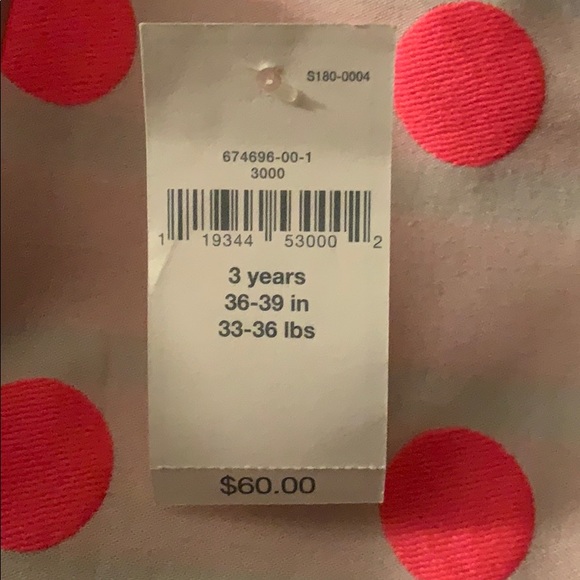 S180-0004
674696-00-1
3000
1 19344 53000 2
3 years
36-39 in
33-36 lbs
$60.00